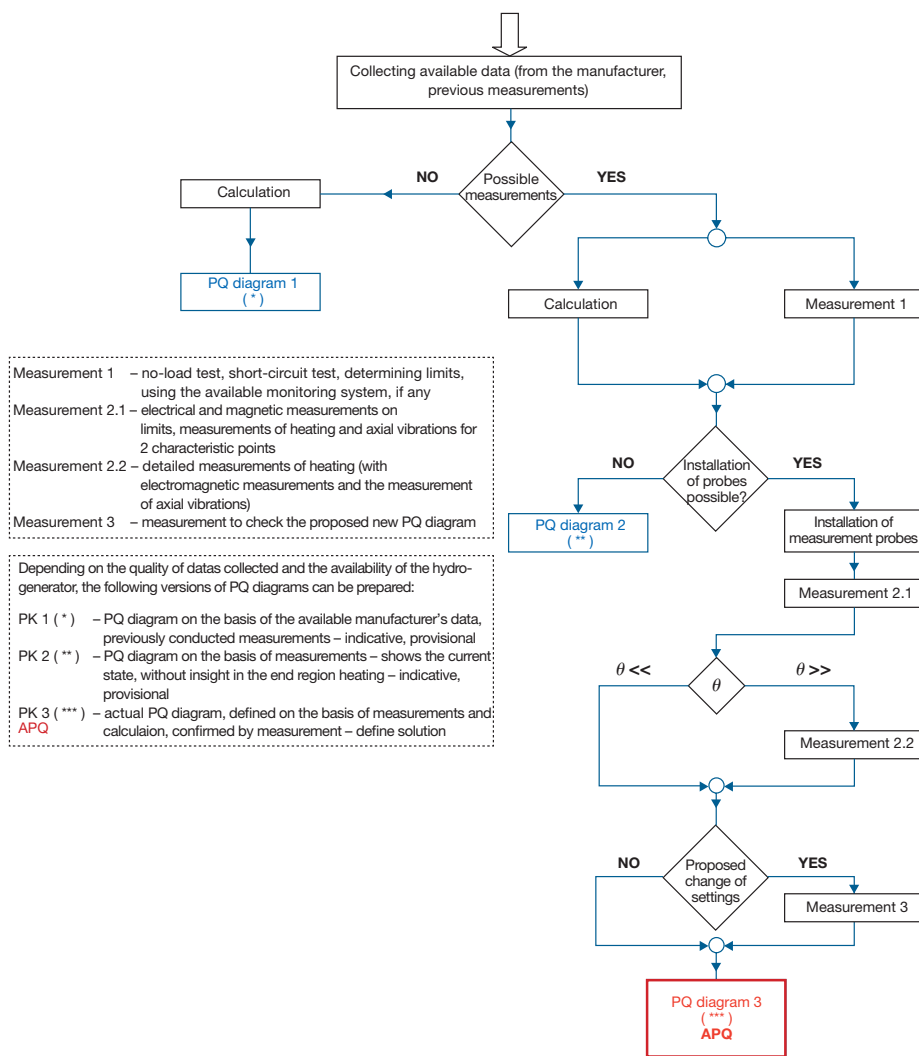 Collecting available data (from the manufacturer,
previous measurements)
NO
Possible
measurements
YES
Calculation
PQ diagram 1
( * )
Calculation
Measurement 1
Measurement 1 – no-load test, short-circuit test, determining limits,
using the available monitoring system, if any
Measurement 2.1 – electrical and magnetic measurements on
limits, measurements of heating and axial vibrations for
2 characteristic points
Measurement 2.2 – detailed measurements of heating (with
electromagnetic measurements and the measurement
of axial vibrations)
Measurement 3 – measurement to check the proposed new PQ diagram
NO
Installation
of probes
possible?
YES
PQ diagram 2
( ** )
Installation of
measurement probes
Measurement 2.1
Depending on the quality of datas collected and the availability of the hydro-
generator, the following versions of PQ diagrams can be prepared:
PK 1 ( * ) – PQ diagram on the basis of the available manufacturer's data,
previously conducted measurements – indicative, provisional
PK 2 ( ** ) – PQ diagram on the basis of measurements – shows the current
state, without insight in the end region heating – indicative,
provisional
PK 3 ( *** ) – actual PQ diagram, defined on the basis of measurements and
APQ calculaion, confirmed by measurement – define solution
θ <<
θ
θ >>
Measurement 2.2
NO
Proposed
change of
settings
YES
Measurement 3
PQ diagram 3
( *** )
APQ